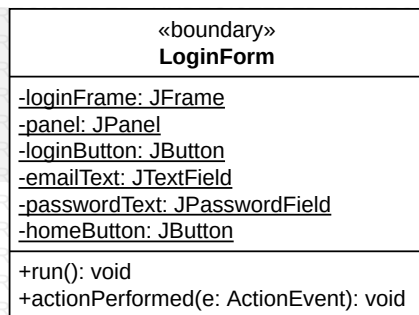 «boundary»
LoginForm
-loginFrame: JFrame
-panel: JPanel
-loginButton: JButton
-emailText: JTextField
-passwordText: JPasswordField
-homeButton: JButton
+run(): void
+actionPerformed(e: ActionEvent): void